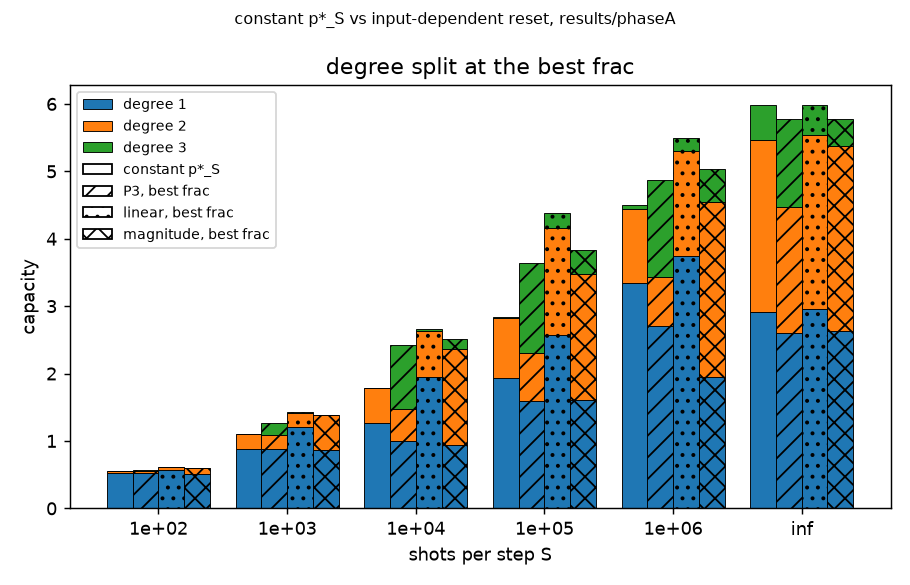 constant p*_S vs input-dependent reset, results/phaseA
degree split at the best frac
degree 1
degree 2
degree 3
constant p*_S
P3, best frac
linear, best frac
magnitude, best frac
capacity
6
5
4
3
2
1
0
1e+02 1e+03 1e+04 1e+05 1e+06 inf
shots per step S